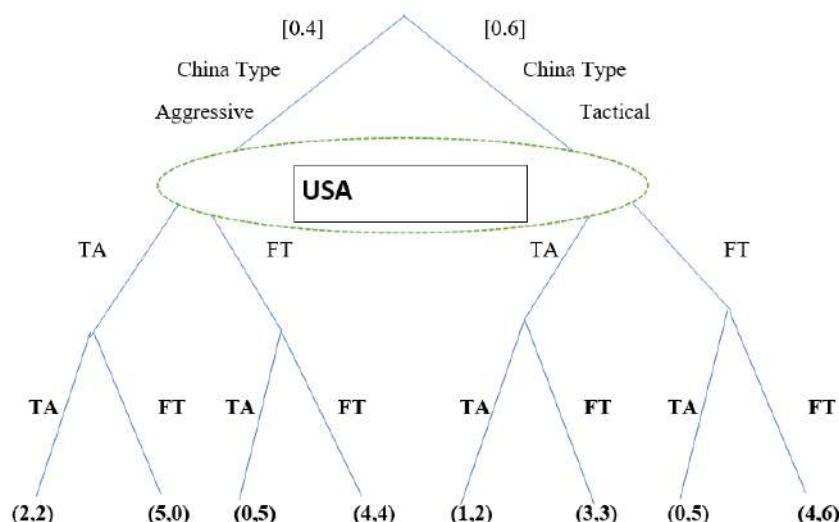 [0.4] [0.6]
China Type China Type
Aggressive Tactical
USA
TA FT TA FT
TA FT TA FT TA FT TA FT
(2,2) (5,0) (0,5) (4,4) (1,2) (3,3) (0,5) (4,6)